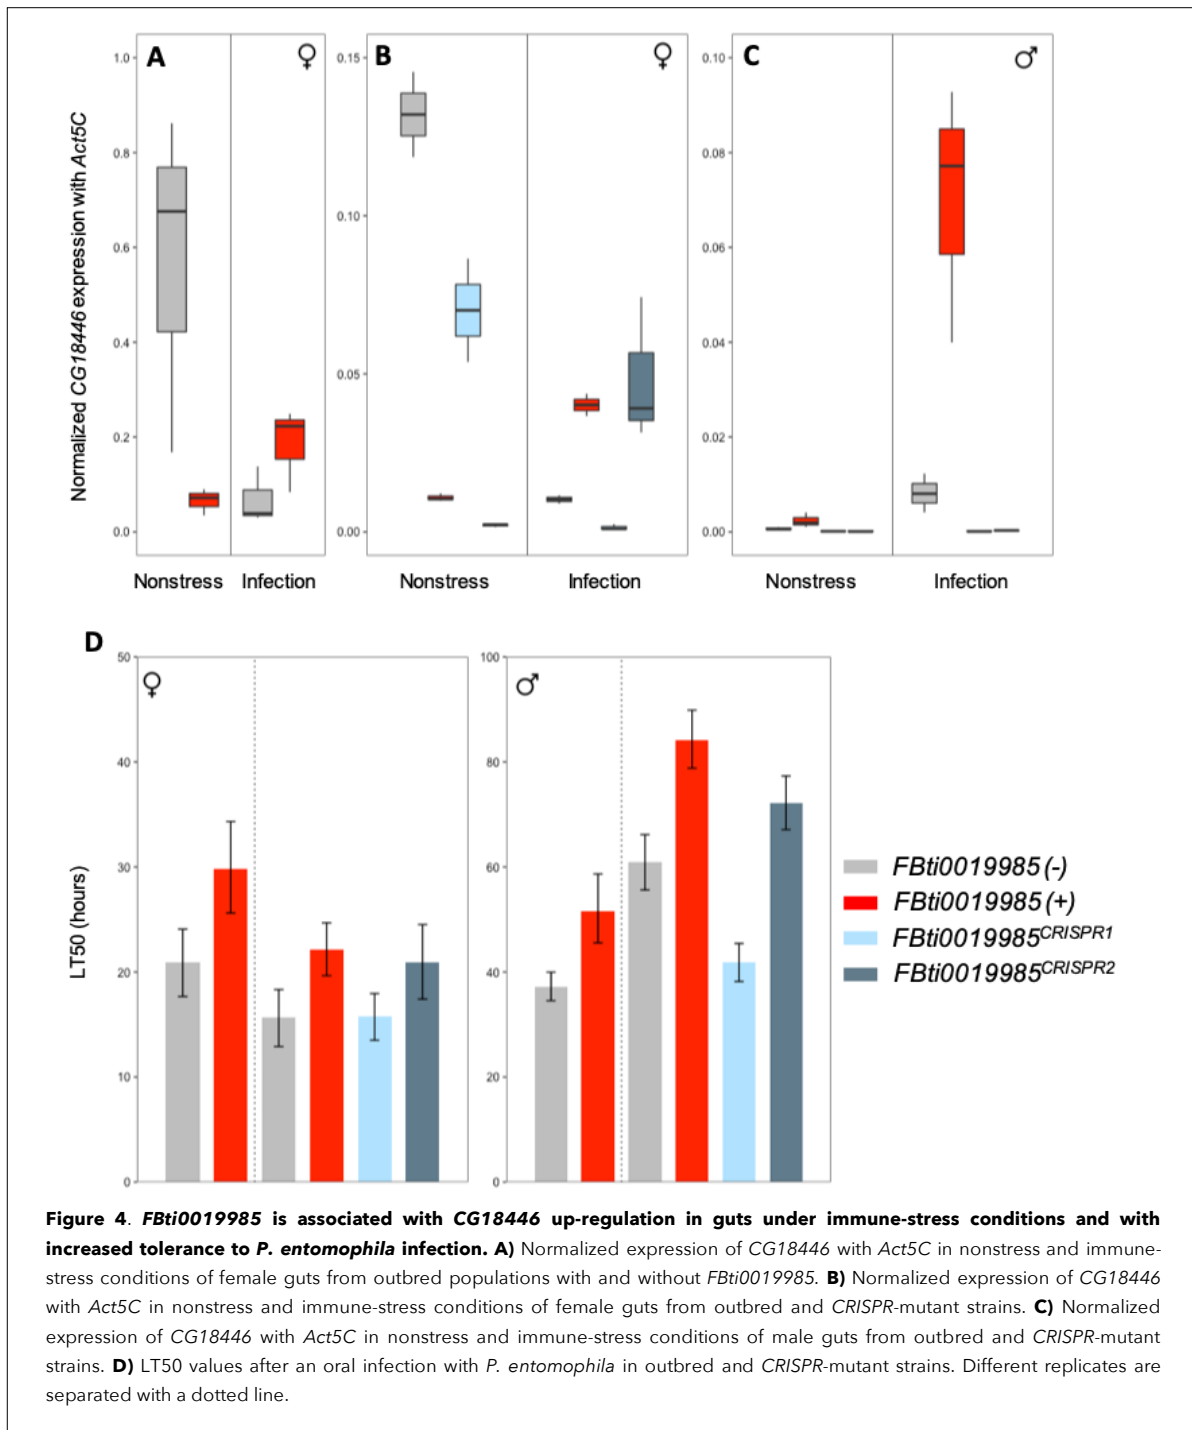 A
♀
B
♀
C
♂
1.0
0.8
0.6
0.4
0.2
0.0
0.15
0.10
0.05
0.00
0.10
0.08
0.06
0.04
0.02
0.00
Normalized CG18446 expression with Act5C
Nonstress Infection
Nonstress Infection
Nonstress Infection
D
♀
♂
50
40
30
20
10
0
100
80
60
40
20
0
LT50 (hours)
FBti0019985 (-)
FBti0019985 (+)
FBti0019985CRISPR1
FBti0019985CRISPR2
Figure 4. FBti0019985 is associated with CG18446 up-regulation in guts under immune-stress conditions and with
increased tolerance to P. entomophila infection. A) Normalized expression of CG18446 with Act5C in nonstress and immune-
stress conditions of female guts from outbred populations with and without FBti0019985. B) Normalized expression of CG18446
with Act5C in nonstress and immune-stress conditions of female guts from outbred and CRISPR-mutant strains. C) Normalized
expression of CG18446 with Act5C in nonstress and immune-stress conditions of male guts from outbred and CRISPR-mutant
strains. D) LT50 values after an oral infection with P. entomophila in outbred and CRISPR-mutant strains. Different replicates are
separated with a dotted line.